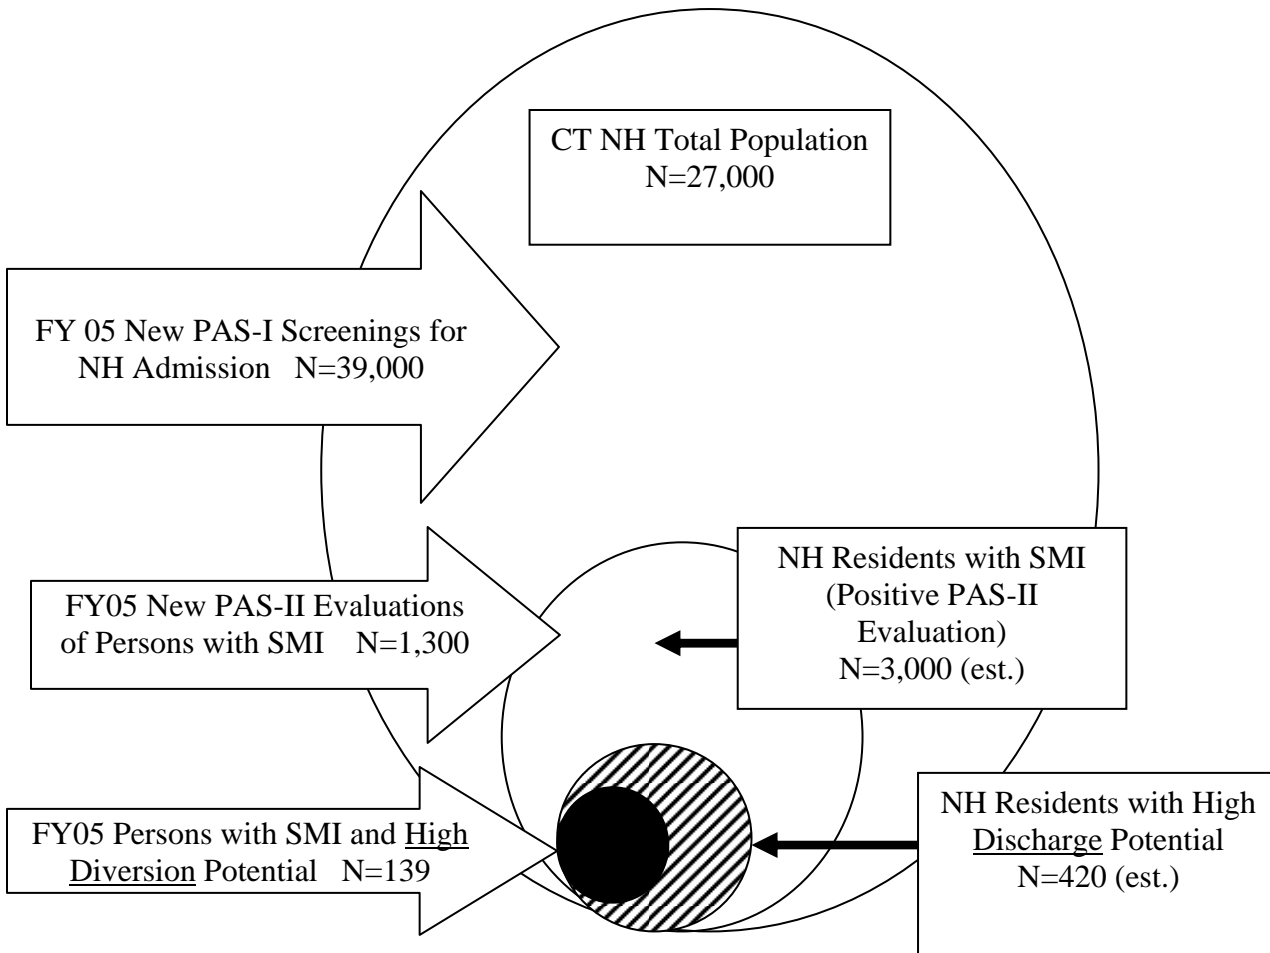 CT NH Total Population
N=27,000
FY 05 New PAS-I Screenings for
NH Admission N=39,000
NH Residents with SMI
(Positive PAS-II
Evaluation)
N=3,000 (est.)
FY05 New PAS-II Evaluations
of Persons with SMI N=1,300
NH Residents with High
Discharge Potential
N=420 (est.)
FY05 Persons with SMI and High
Diversion Potential N=139